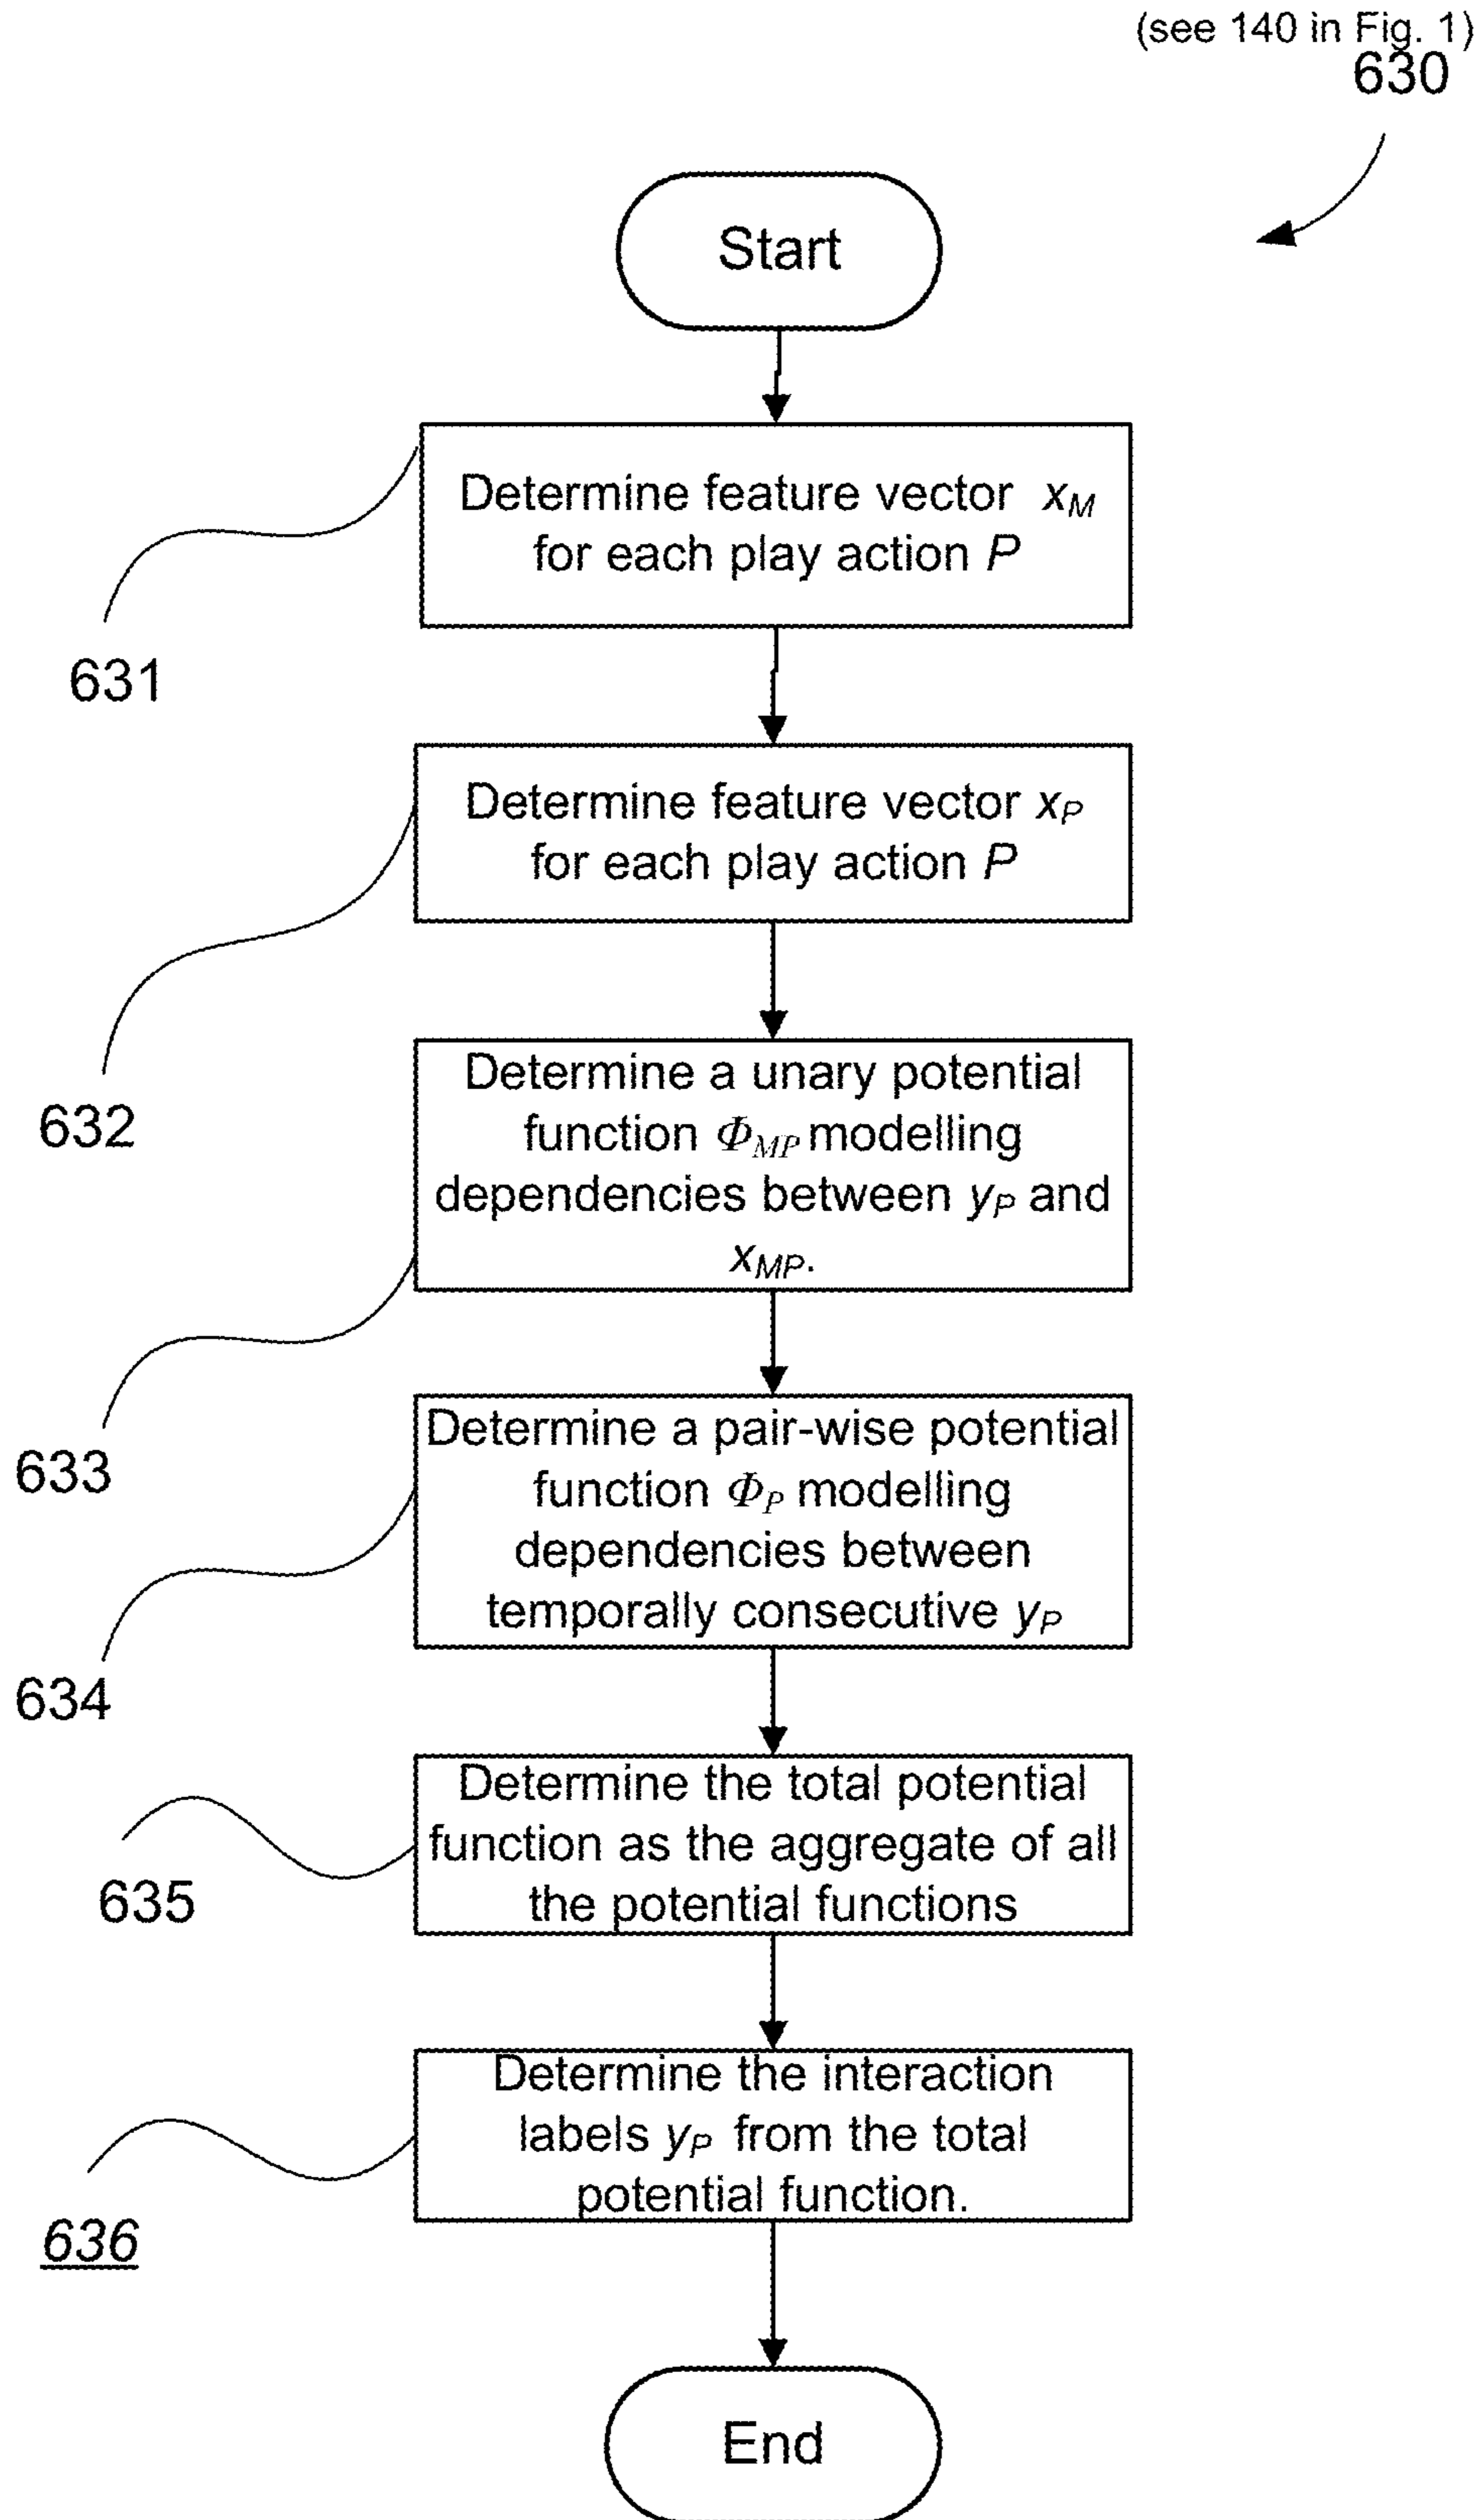 (see 140 in Fig. 1)
630
Start
Determine feature vector x_M
for each play action P
631
Determine feature vector x_P
for each play action P
632
Determine a unary potential
function Φ_MP modelling
dependencies between y_P and
x_MP.
633
Determine a pair-wise potential
function Φ_P modelling
dependencies between
temporally consecutive y_P
634
Determine the total potential
function as the aggregate of all
the potential functions
635
Determine the interaction
labels y_P from the total
potential function.
636
End